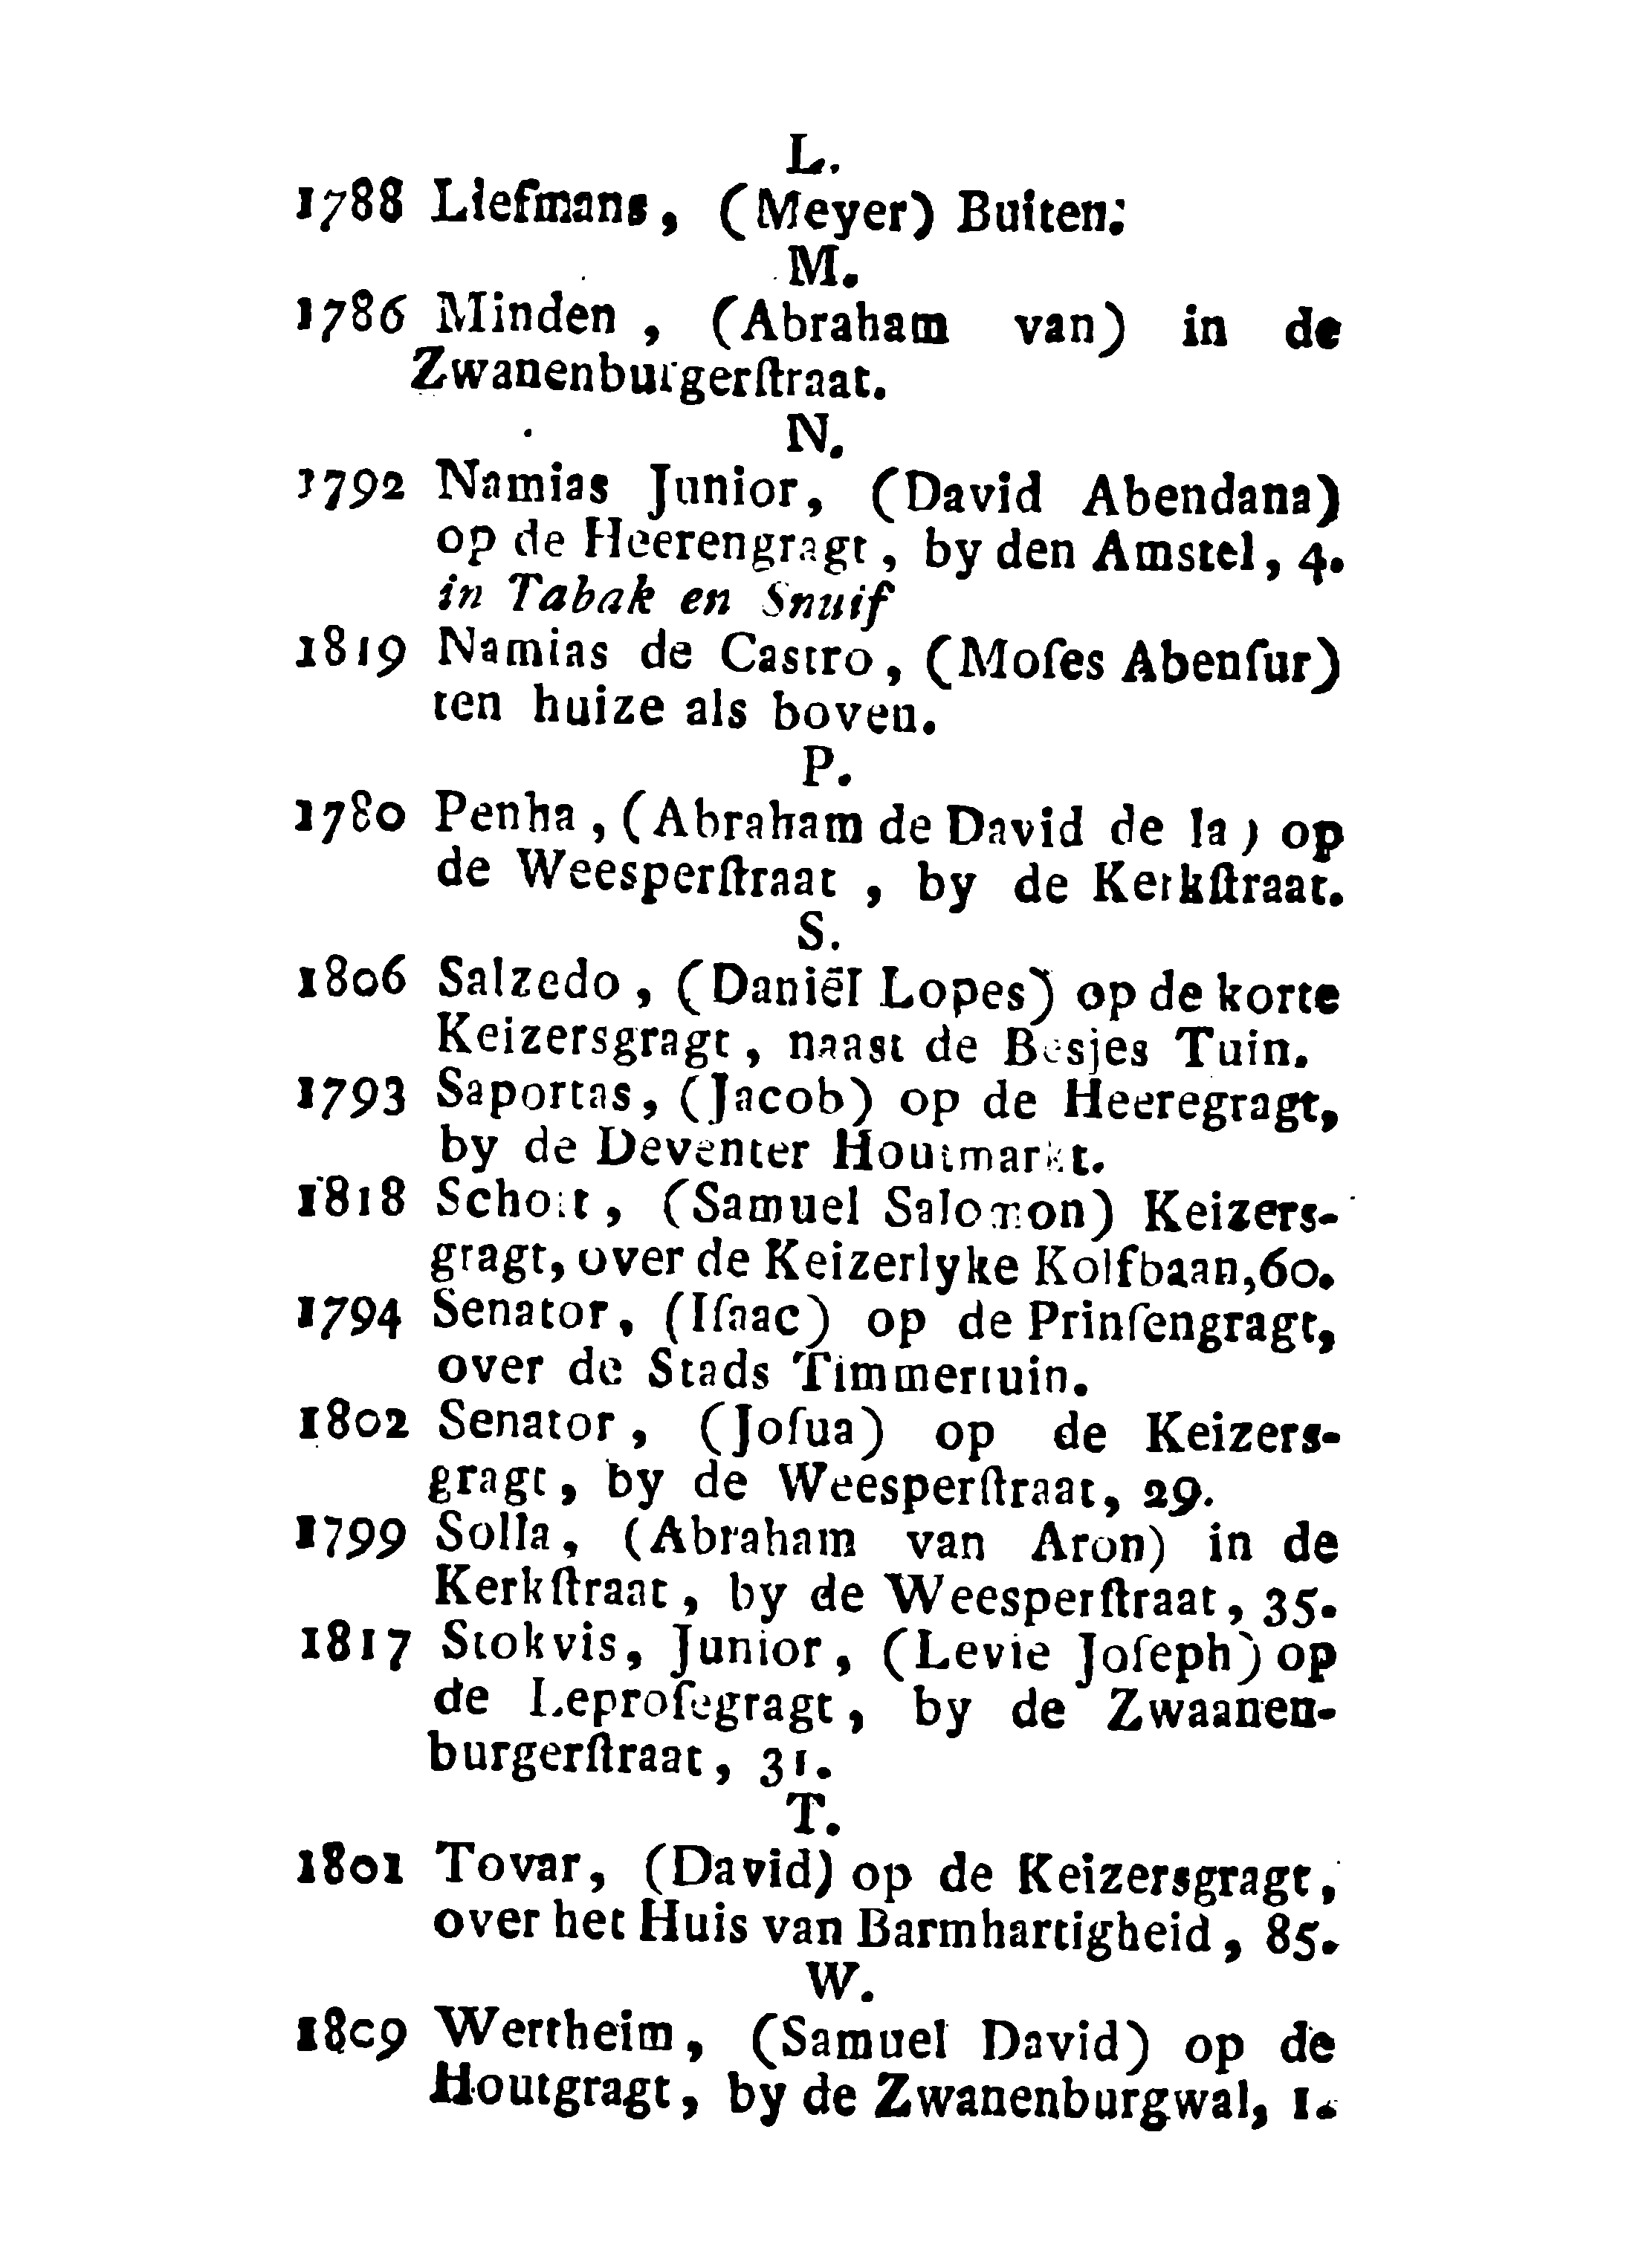 L.
1788 Liefmans, (Meyer) Buiten.
M.
1786 Minden, (Abraham van) in de
Zwanenburgerſtraat.
N.
1792 Namias Junior, (David Abendana)
op de Heerengragt, by den Amstel, 4.
in Tabak en Snuif
1819 Namias de Castro, (Moſes Abenſur)
ten huize als boven.
P.
1780 Penha, (Abraham de David de la) op
de Weesperſtraat, by de Kerkſtraat.
S.
1806 Salzedo, (Daniël Lopes) op de korte
Keizersgragt, naast de Besjes Tuin.
1793 Saportas, (Jacob) op de Heeregragt,
by de Deventer Houtmarkt.
1818 Schott, (Samuel Salomon) Keizers-
gragt, over de Keizerlyke Kolfbaan, 60.
1794 Senator, (Iſaac) op de Prinſengragt,
over de Stads Timmertuin.
1802 Senator, (Joſua) op de Keizers-
gragt, by de Weesperſtraat, 29.
1799 Solla, (Abraham van Aron) in de
Kerkſtraat, by de Weesperſtraat, 35.
1817 Stokvis, Junior, (Levie Joſeph) op
de Leproſegragt, by de Zwaanen-
burgerſtraat, 31.
T.
1801 Tovar, (David) op de Keizersgragt,
over het Huis van Barmhartigheid, 85.
W.
1809 Wertheim, (Samuel David) op de
Houtgragt, by de Zwanenburgwal, 1.